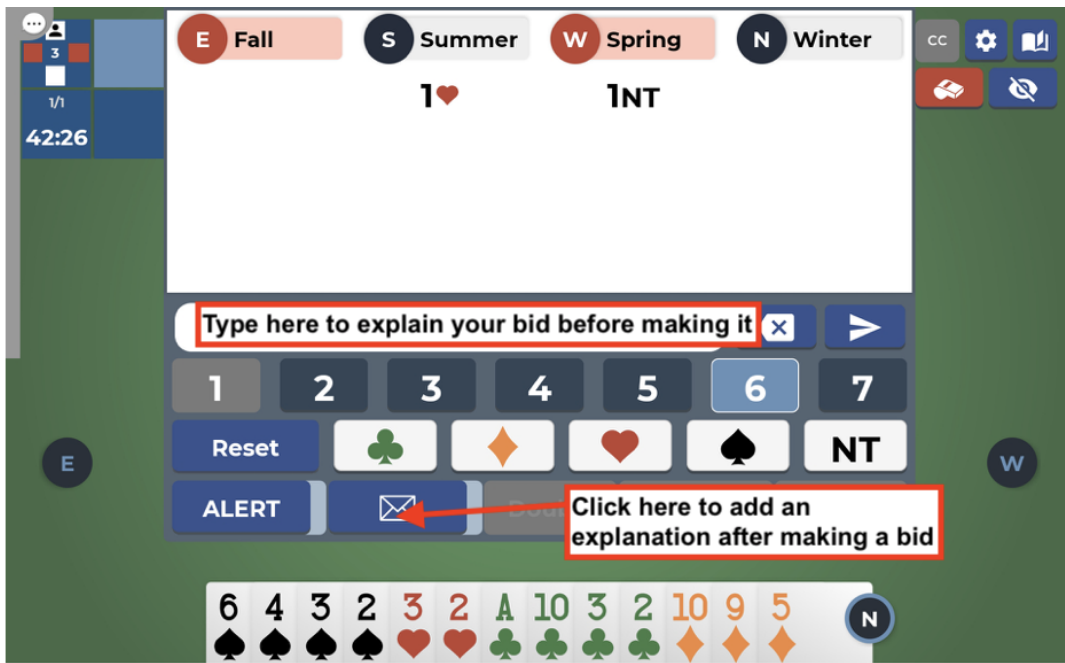 E Fall S Summer W Spring N Winter CC
3
1♥ 1NT
1/1
42:26
Type here to explain your bid before making it
1 2 3 4 5 6 7
Reset NT
E W
ALERT
Click here to add an
explanation after making a bid
6 4 3 2 3 2 A 10 3 2 10 9 5
N